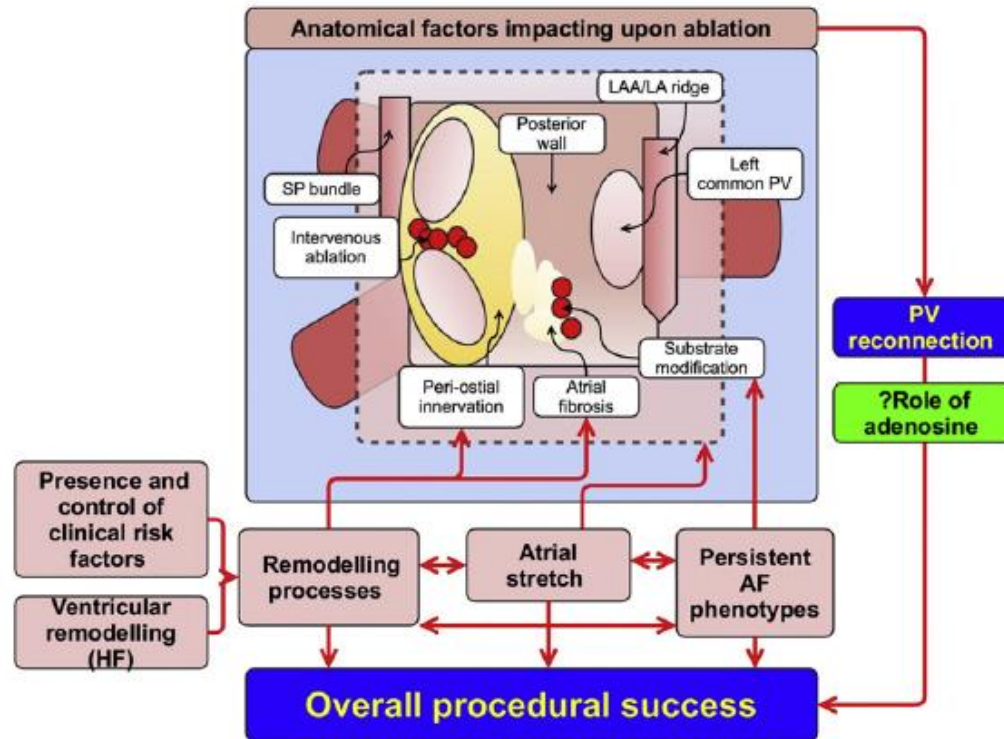 Anatomical factors impacting upon ablation
LAA/LA ridge
Posterior
wall
SP bundle
Left
common PV
Intervenous
ablation
Substrate
modification
Peri-ostial
innervation
Atrial
fibrosis
PV
reconnection
?Role of
adenosine
Presence and
control of
clinical risk
factors
Ventricular
remodelling
(HF)
Remodelling
processes
Atrial
stretch
Persistent
AF
phenotypes
Overall procedural success